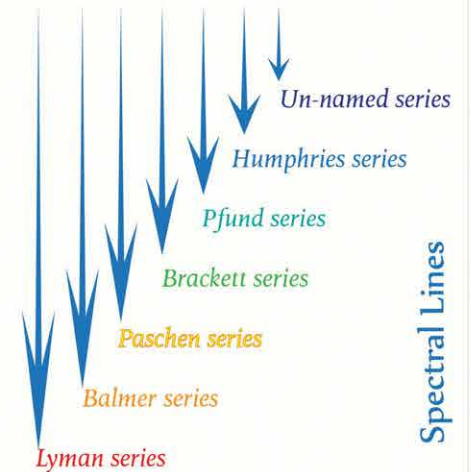 Un-named series
Humphries series
Pfund series
Brackett series
Paschen series
Balmer series
Lyman series
Spectral Lines